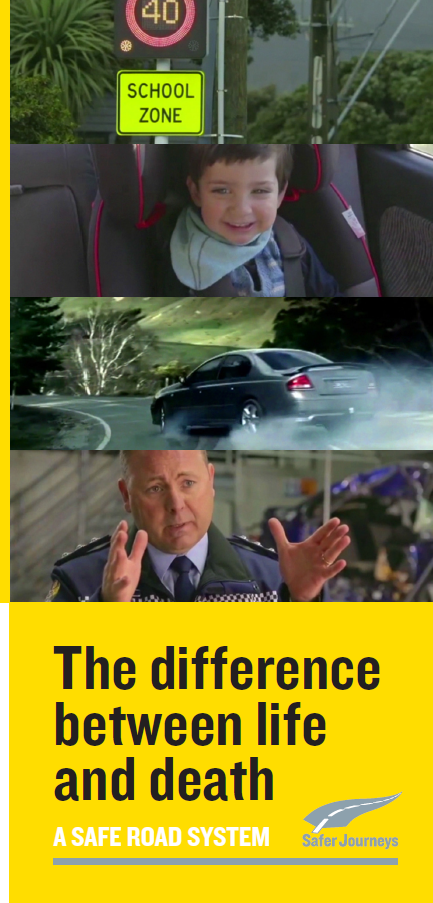 40
SCHOOL
ZONE
The difference
between life
and death
A SAFE ROAD SYSTEM
Safer Journeys